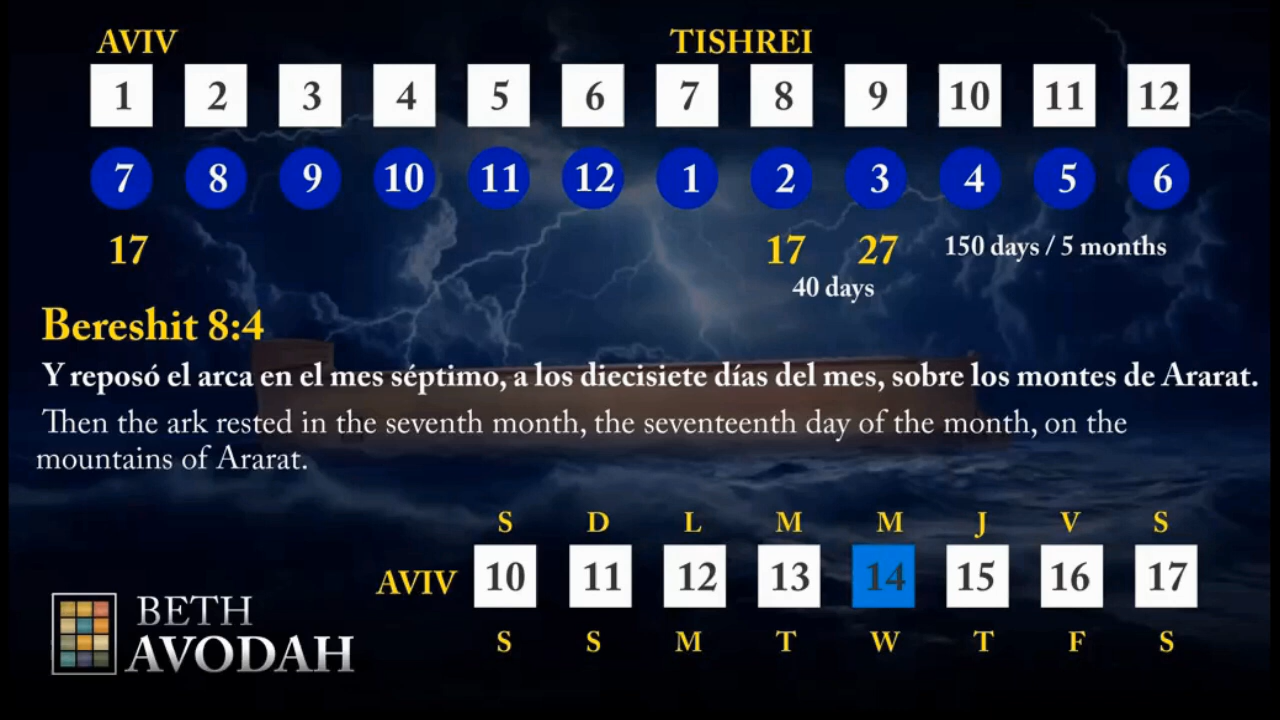 AVIV TISHREI
1 2 3 4 5 6 7 8 9 10 11 12
7 8 9 10 11 12 1 2 3 4 5 6
17 17 27 150 days / 5 months
40 days
Bereshit 8:4
Y reposó el arca en el mes séptimo, a los diecisiete días del mes, sobre los montes de Ararat.
Then the ark rested in the seventh month, the seventeenth day of the month, on the
mountains of Ararat.
S D L M M J V S
AVIV 10 11 12 13 14 15 16 17
S S M T W T F S
BETH
AVODAH